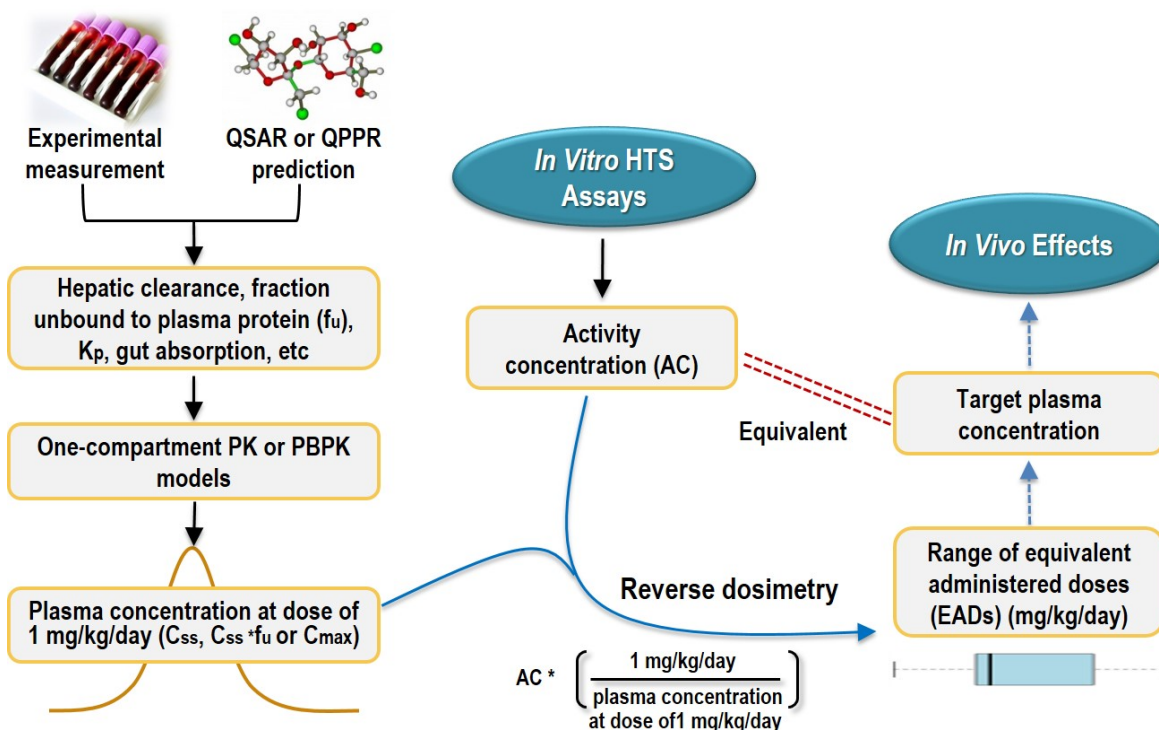 Experimental
measurement
QSAR or QPPR
prediction
In Vitro HTS
Assays
In Vivo Effects
Hepatic clearance, fraction
unbound to plasma protein (fu),
Kp, gut absorption, etc
Activity
concentration (AC)
Target plasma
concentration
Equivalent
One-compartment PK or PBPK
models
Range of equivalent
administered doses
(EADs) (mg/kg/day)
Reverse dosimetry
Plasma concentration at dose of
1 mg/kg/day (Css, Css *fu or Cmax)
AC *
1 mg/kg/day
plasma concentration
at dose of1 mg/kg/day